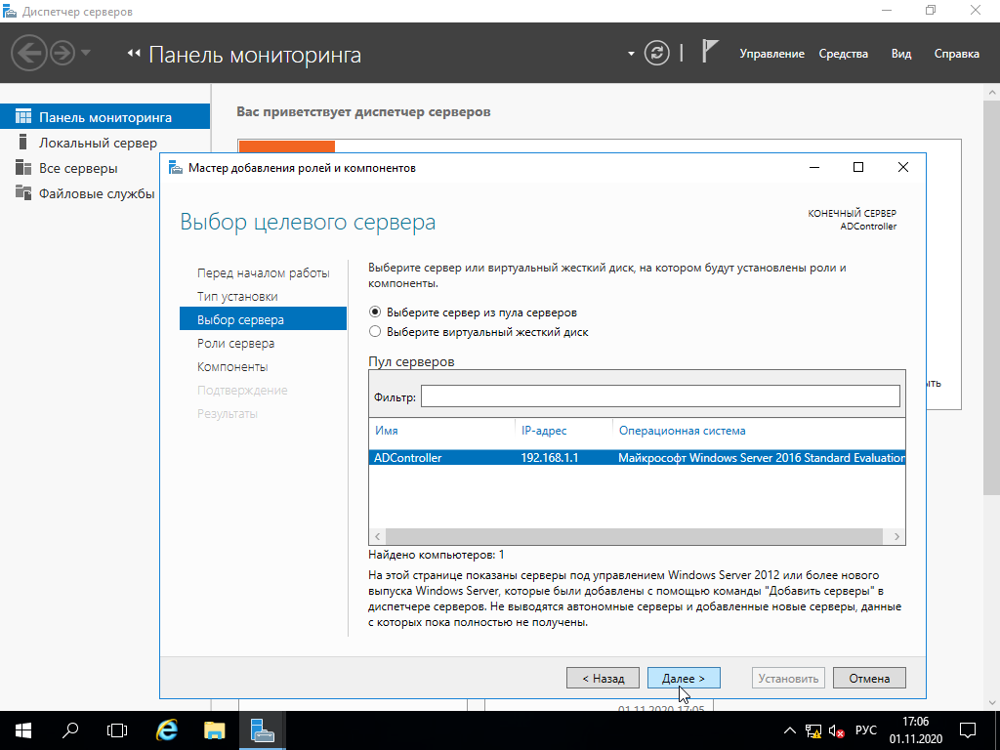 Диспетчер серверов
Панель мониторинга
Управление Средства Вид Справка
Панель мониторинга
Локальный сервер
Все серверы
Файловые службы
Вас приветствует диспетчер серверов
Мастер добавления ролей и компонентов
Выбор целевого сервера
КОНЕЧНЫЙ СЕРВЕР
ADController
Перед началом работы
Тип установки
Выбор сервера
Роли сервера
Компоненты
Подтверждение
Результаты
Выберите сервер или виртуальный жесткий диск, на котором будут установлены роли и
компоненты.
Выберите сервер из пула серверов
Выберите виртуальный жесткий диск
Пул серверов
Фильтр:
Имя IP-адрес Операционная система
ADController 192.168.1.1 Майкрософт Windows Server 2016 Standard Evaluation
Найдено компьютеров: 1
На этой странице показаны серверы под управлением Windows Server 2012 или более нового
выпуска Windows Server, которые были добавлены с помощью команды "Добавить серверы" в
диспетчере серверов. Не выводятся автономные серверы и добавленные новые серверы, данные
с которых пока полностью не получены.
< Назад Далее > Установить Отмена
01.11.2020 17:05
РУС
17:06
01.11.2020